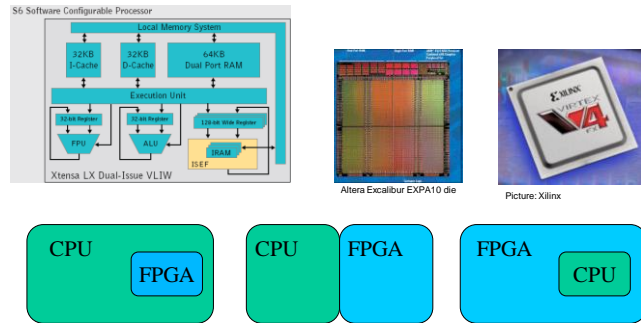 S6 Software Configurable Processor
Local Memory System
32KB
I-Cache
32KB
D-Cache
64KB
Dual Port RAM
Execution Unit
32-bit Register
32-bit Register
128-bit Wide Register
FPU
ALU
IRAM
ISEF
Xtensa LX Dual-Issue VLIW
Altera Excalibur EXPA10 die
XILINX
VIRTEX
4
FX
Picture: Xilinx
CPU
FPGA
CPU
FPGA
FPGA
CPU